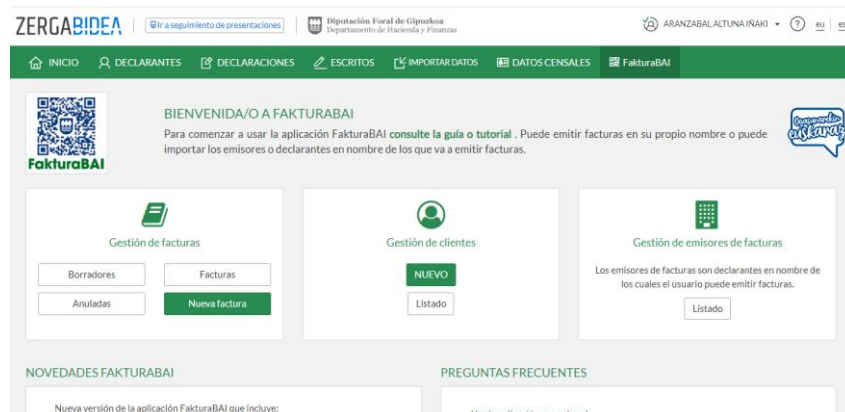 ZERGABIDEA
Ir a seguimiento de presentaciones
Diputación Foral de Gipuzkoa
Departamento de Hacienda y Finanzas
ARANZABAL ALTUNA IÑAKI
?
eu
es
INICIO
DECLARANTES
DECLARACIONES
ESCRITOS
IMPORTAR DATOS
DATOS CENSALES
FakturaBAI
FakturaBAI
BIENVENIDA/O A FAKTURABAI
Para comenzar a usar la aplicación FakturaBAI consulte la guía o tutorial . Puede emitir facturas en su propio nombre o puede
importar los emisores o declarantes en nombre de los que va a emitir facturas.
euskaraz
Gestión de facturas
Borradores
Facturas
Anuladas
Nueva factura
Gestión de clientes
NUEVO
Listado
Gestión de emisores de facturas
Los emisores de facturas son declarantes en nombre de
los cuales el usuario puede emitir facturas.
Listado
NOVEDADES FAKTURABAI
PREGUNTAS FRECUENTES
Nueva versión de la aplicación FakturaBAI que incluye: